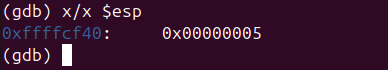 (gdb) x/x $esp
0xffffcf40:     0x00000005
(gdb)